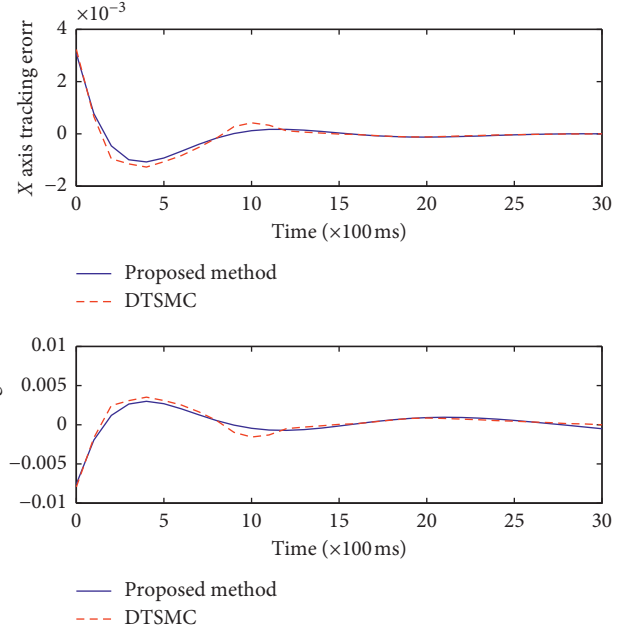 ×10⁻³
X axis tracking erorr
4
2
0
−2
0 5 10 15 20 25 30
Time (×100 ms)
Proposed method
DTSMC
0.01
0.005
0
−0.005
−0.01
0 5 10 15 20 25 30
Time (×100 ms)
Proposed method
DTSMC